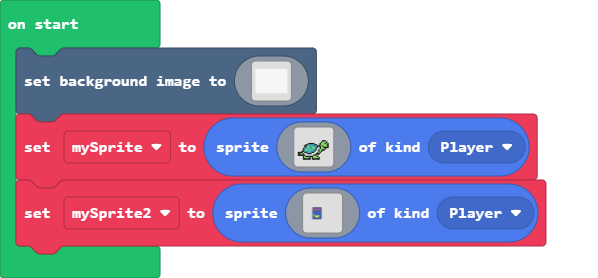 on start
set background image to
set mySprite to sprite of kind Player
set mySprite2 to sprite of kind Player